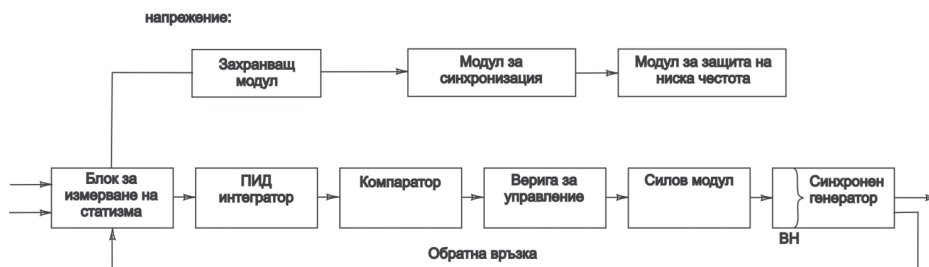 напрежение:
Захранващ
модул
Модул за
синхронизация
Модул за защита на
ниска честота
Блок за
измерване на
статизма
ПИД
интегратор
Компаратор
Верига за
управление
Силов модул
Синхронен
генератор
ВН
Обратна връзка